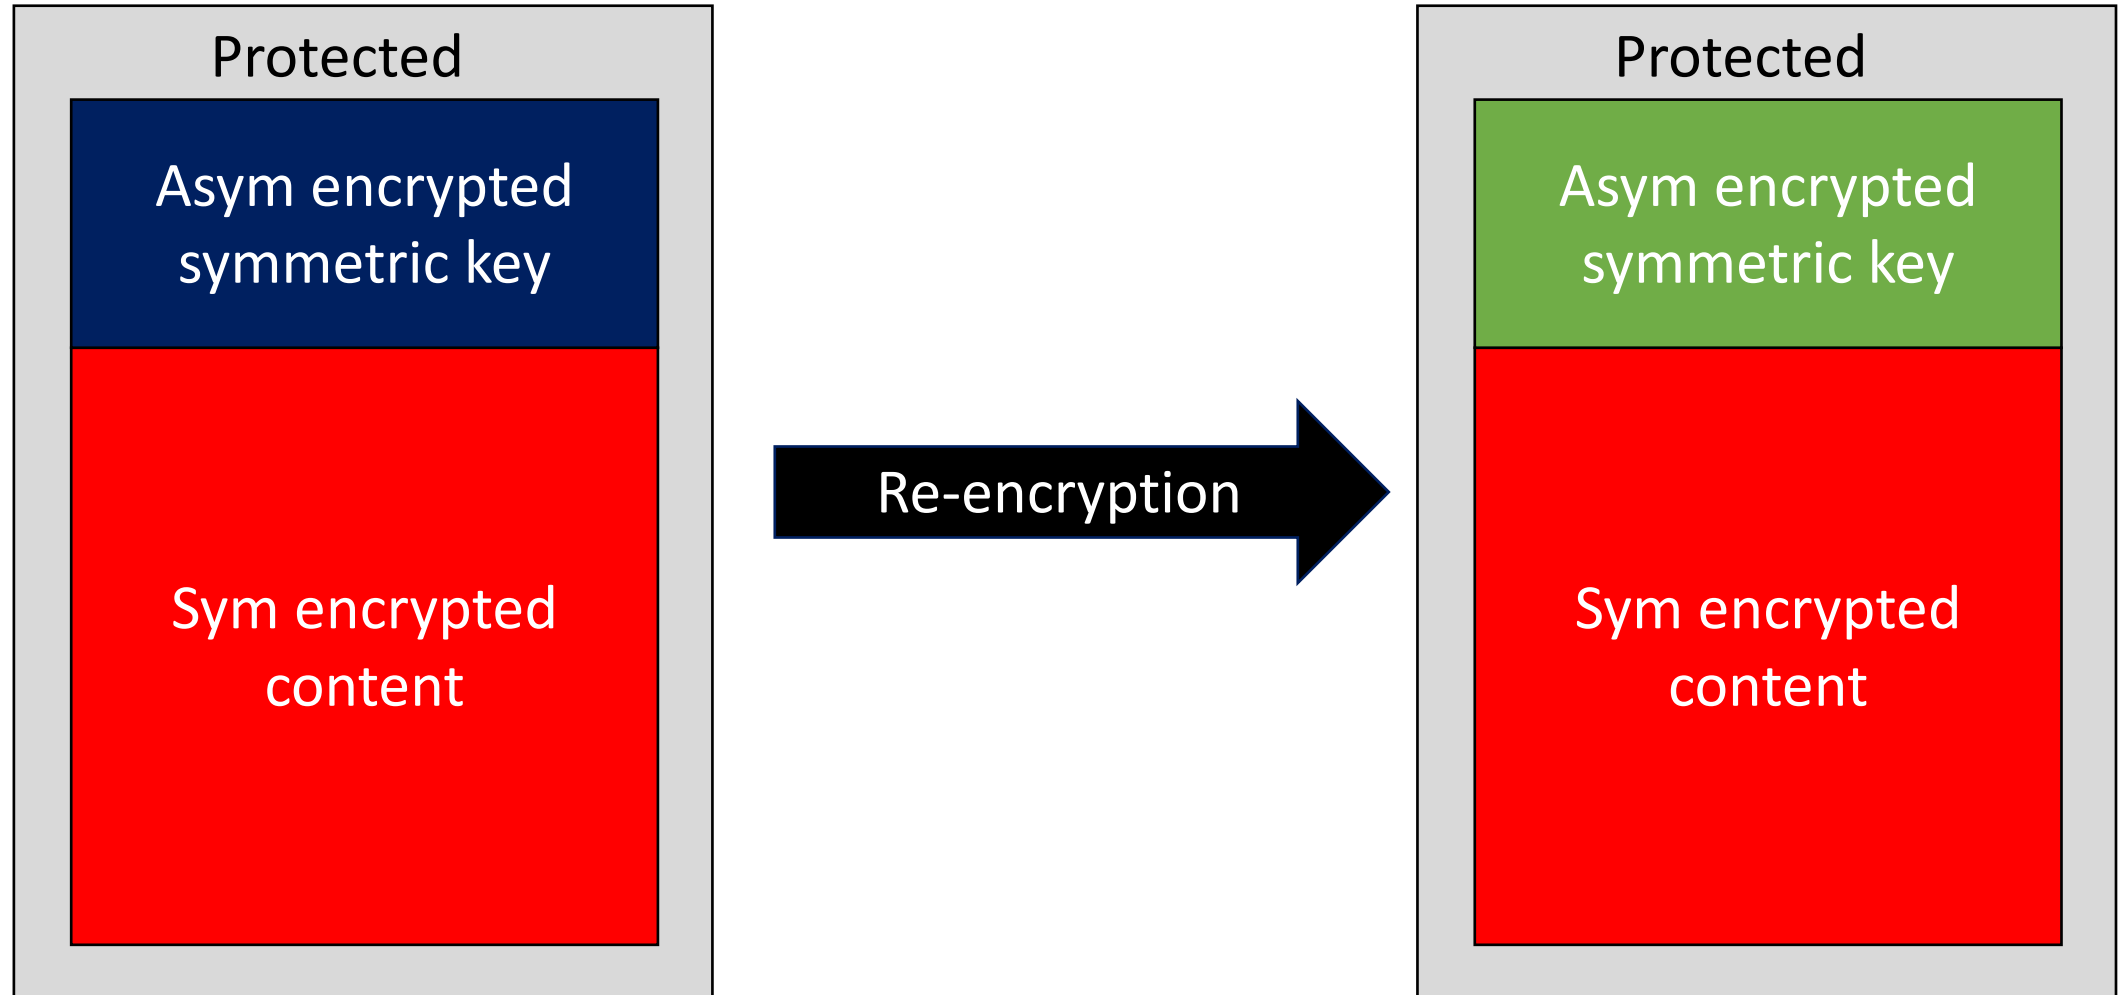 Protected
Asym encrypted
symmetric key
Sym encrypted
content
Re-encryption
Protected
Asym encrypted
symmetric key
Sym encrypted
content